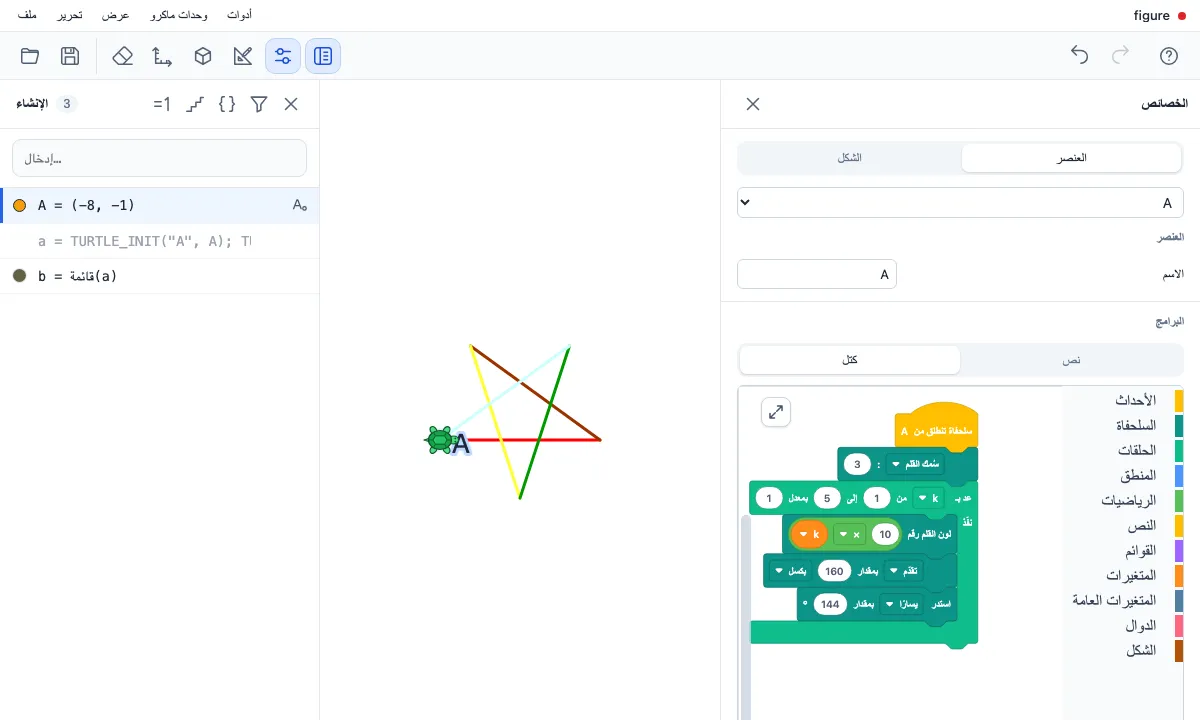 ملف تحرير عرض وحدات ماكرو أدوات
figure
الإنشاء 3
=1
{}
إدخال...
A = (−8, −1)
a = TURTLE_INIT("A", A);
b = قائمة(a)
A
الخصائص
العنصر الشكل
A
العنصر
الاسم A
البرامج
نص كتل
سلحفاة تنطلق من A
سُمك القلم : 3
عد بـ k من 1 إلى 5 بمعدل 1
نفّذ
لون القلم رقم 10 × k
تقدّم بمقدار 160 بكسل
استدر يسارًا بمقدار 144 °
الأحداث
السلحفاة
الحلقات
المنطق
الرياضيات
النص
القوائم
المتغيرات
المتغيرات العامة
الدوال
الشكل